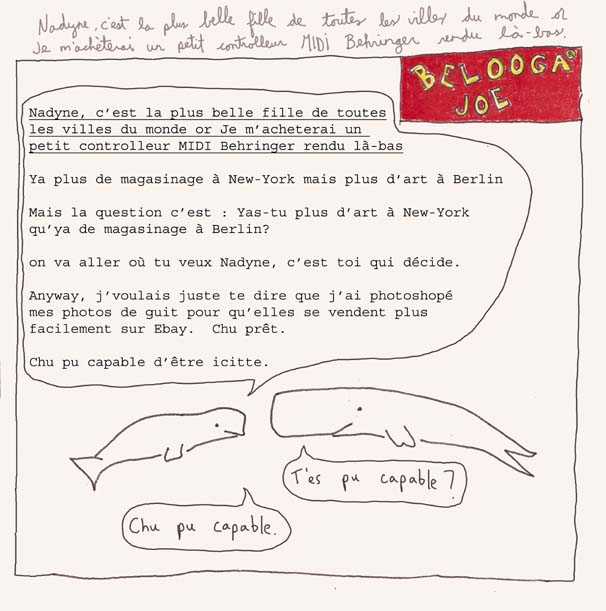 Nadyne, c'est la plus belle fille de toutes les villes du monde or
Je m'achèterai un petit controlleur MIDI Behringer rendu là-bas.
BELOOGA
JOE
Nadyne, c'est la plus belle fille de toutes
les villes du monde or Je m'acheterai un
petit controlleur MIDI Behringer rendu là-bas
Ya plus de magasinage à New-York mais plus d'art à Berlin
Mais la question c'est : Yas-tu plus d'art à New-York
qu'ya de magasinage à Berlin?
on va aller où tu veux Nadyne, c'est toi qui décide.
Anyway, j'voulais juste te dire que j'ai photoshopé
mes photos de guit pour qu'elles se vendent plus
facilement sur Ebay.  Chu prêt.
Chu pu capable d'être icitte.
T'es pu capable?
Chu pu capable.